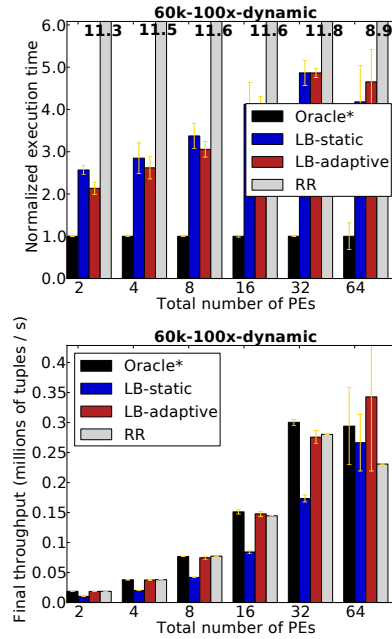 60k-100x-dynamic
11.3 11.5 11.6 11.6 11.8 8.9
Normalized execution time
6.0
5.0
4.0
3.0
2.0
1.0
Oracle*
LB-static
LB-adaptive
RR
2 4 8 16 32 64
Total number of PEs
60k-100x-dynamic
Final throughput (millions of tuples / s)
0.4
0.35
0.3
0.25
0.2
0.15
0.1
0.05
0.0
Oracle*
LB-static
LB-adaptive
RR
2 4 8 16 32 64
Total number of PEs